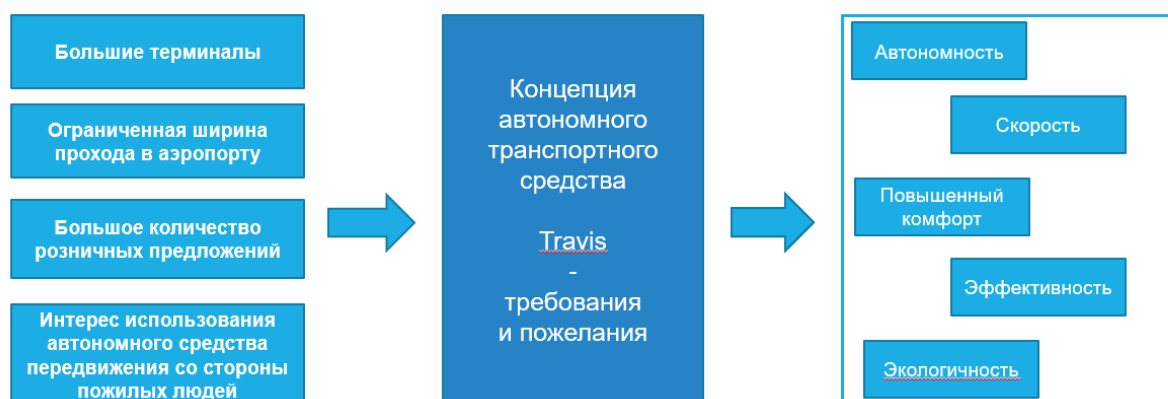 Большие терминалы
Ограниченная ширина
прохода в аэропорту
Большое количество
розничных предложений
Интерес использования
автономного средства
передвижения со стороны
пожилых людей
Концепция
автономного
транспортного
средства
Travis
-
требования
и пожелания
Автономность
Скорость
Повышенный
комфорт
Эффективность
Экологичность